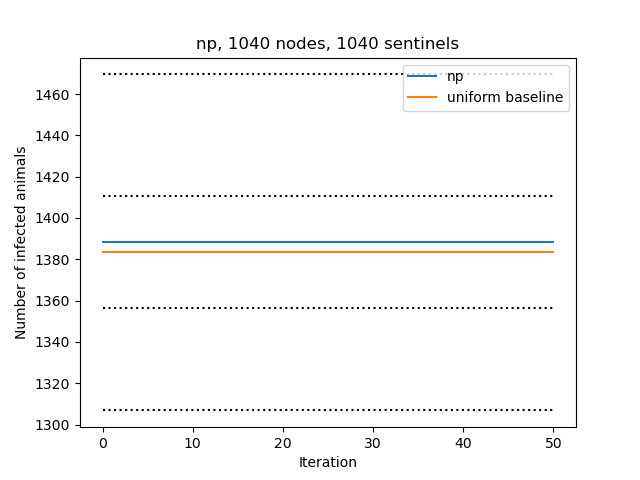 np, 1040 nodes, 1040 sentinels
np
uniform baseline
Number of infected animals
1460
1440
1420
1400
1380
1360
1340
1320
1300
0 10 20 30 40 50
Iteration